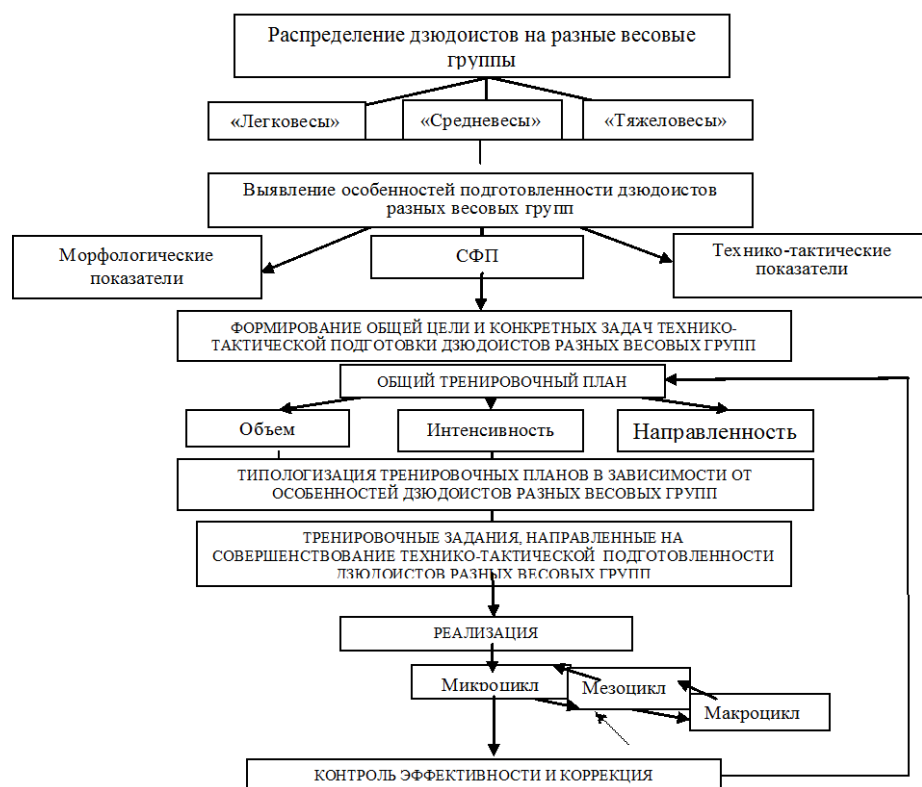 Распределение дзюдоистов на разные весовые
группы
«Легковесы»
«Средневесы»
«Тяжеловесы»
Выявление особенностей подготовленности дзюдоистов
разных весовых групп
Морфологические
показатели
СФП
Технико-тактические
показатели
ФОРМИРОВАНИЕ ОБЩЕЙ ЦЕЛИ И КОНКРЕТНЫХ ЗАДАЧ ТЕХНИКО-
ТАКТИЧЕСКОЙ ПОДГОТОВКИ ДЗЮДОИСТОВ РАЗНЫХ ВЕСОВЫХ ГРУПП
ОБЩИЙ ТРЕНИРОВОЧНЫЙ ПЛАН
Объем
Интенсивность
Направленность
ТИПОЛОГИЗАЦИЯ ТРЕНИРОВОЧНЫХ ПЛАНОВ В ЗАВИСИМОСТИ ОТ
ОСОБЕННОСТЕЙ ДЗЮДОИСТОВ РАЗНЫХ ВЕСОВЫХ ГРУПП
ТРЕНИРОВОЧНЫЕ ЗАДАНИЯ, НАПРАВЛЕННЫЕ НА
СОВЕРШЕНСТВОВАНИЕ ТЕХНИКО-ТАКТИЧЕСКОЙ ПОДГОТОВЛЕННОСТИ
ДЗЮДОИСТОВ РАЗНЫХ ВЕСОВЫХ ГРУПП
РЕАЛИЗАЦИЯ
Микроцикл
Мезоцикл
Макроцикл
КОНТРОЛЬ ЭФФЕКТИВНОСТИ И КОРРЕКЦИЯ